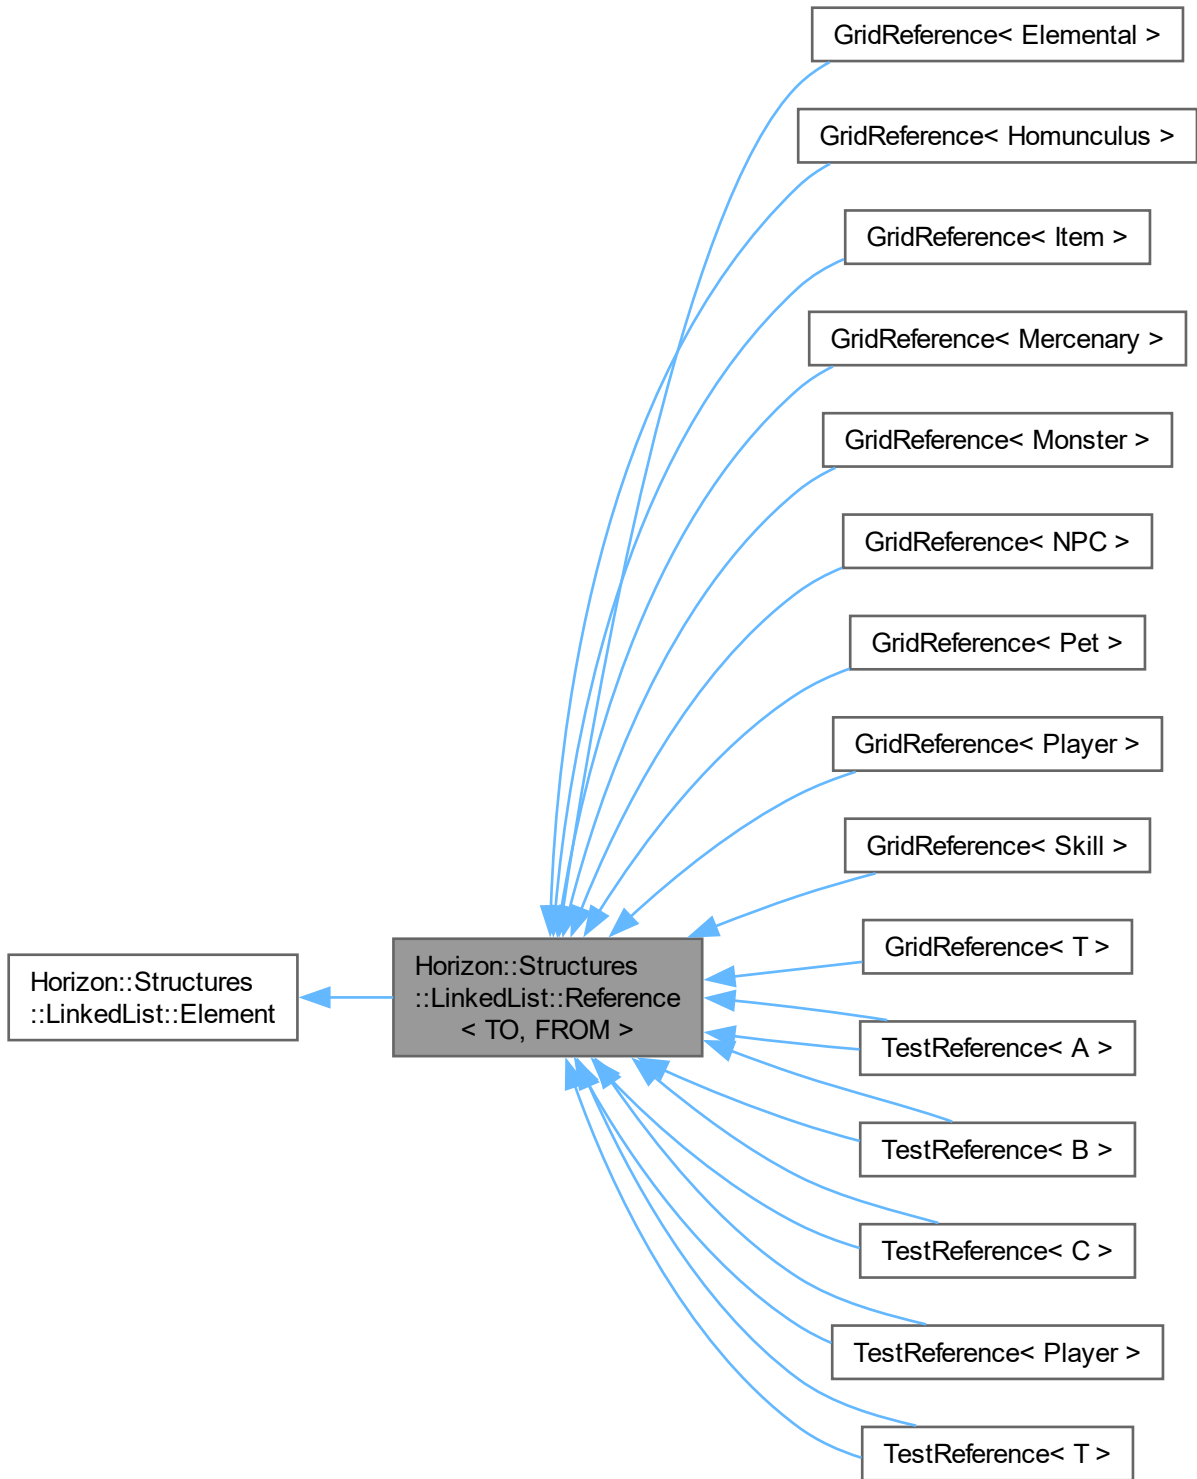 GridReference< Elemental >
GridReference< Homunculus >
GridReference< Item >
GridReference< Mercenary >
GridReference< Monster >
GridReference< NPC >
GridReference< Pet >
GridReference< Player >
GridReference< Skill >
GridReference< T >
Horizon::Structures
::LinkedList::Element
Horizon::Structures
::LinkedList::Reference
< TO, FROM >
TestReference< A >
TestReference< B >
TestReference< C >
TestReference< Player >
TestReference< T >